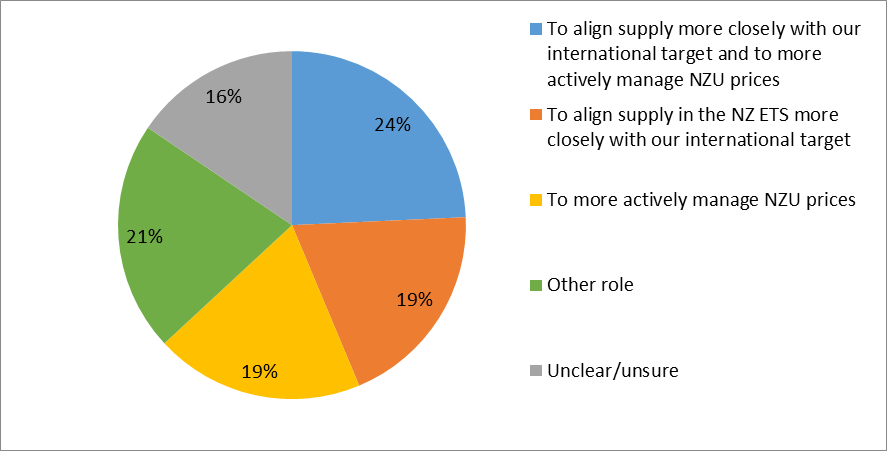 To align supply more closely with our
international target and to more
actively manage NZU prices
To align supply in the NZ ETS more
closely with our international target
To more actively manage NZU prices
Other role
Unclear/unsure
24%
19%
19%
21%
16%